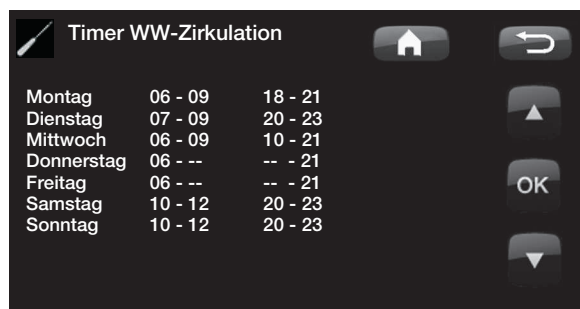 Timer WW-Zirkulation
Montag 06 - 09 18 - 21
Dienstag 07 - 09 20 - 23
Mittwoch 06 - 09 10 - 21
Donnerstag 06 - -- -- - 21
Freitag 06 - -- -- - 21
Samstag 10 - 12 20 - 23
Sonntag 10 - 12 20 - 23
OK